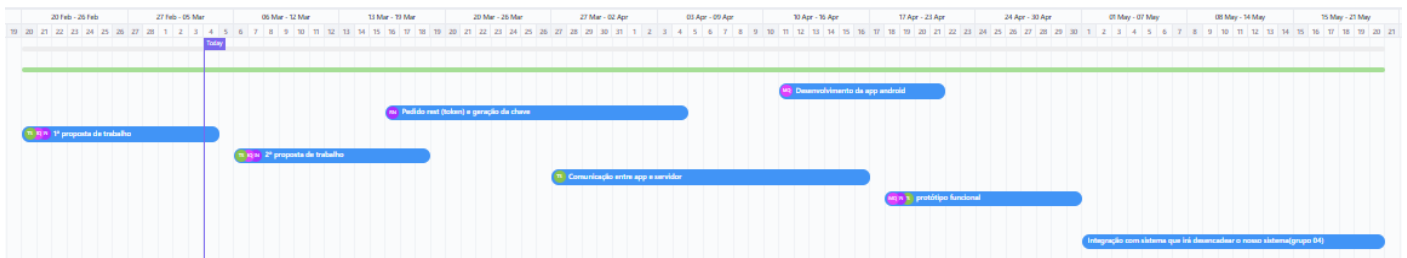 20 Feb - 26 Feb 27 Feb - 05 Mar 06 Mar - 12 Mar 13 Mar - 19 Mar 20 Mar - 26 Mar 27 Mar - 02 Apr 03 Apr - 09 Apr 10 Apr - 16 Apr 17 Apr - 23 Apr 24 Apr - 30 Apr 01 May - 07 May 08 May - 14 May 15 May - 21 May
19 20 21 22 23 24 25 26 27 28 1 2 3 4 5 6 7 8 9 10 11 12 13 14 15 16 17 18 19 20 21 22 23 24 25 26 27 28 29 30 31 1 2 3 4 5 6 7 8 9 10 11 12 13 14 15 16 17 18 19 20 21 22 23 24 25 26 27 28 29 30 1 2 3 4 5 6 7 8 9 10 11 12 13 14 15 16 17 18 19 20 21
Today
MQ Desenvolvimento da app android
Pedido rest (token) e geração da chave
1ª proposta de trabalho
2ª proposta de trabalho
Comunicação entre app e servidor
MQ protótipo funcional
Integração com sistema que irá desencadear o nosso sistema(grupo 04)